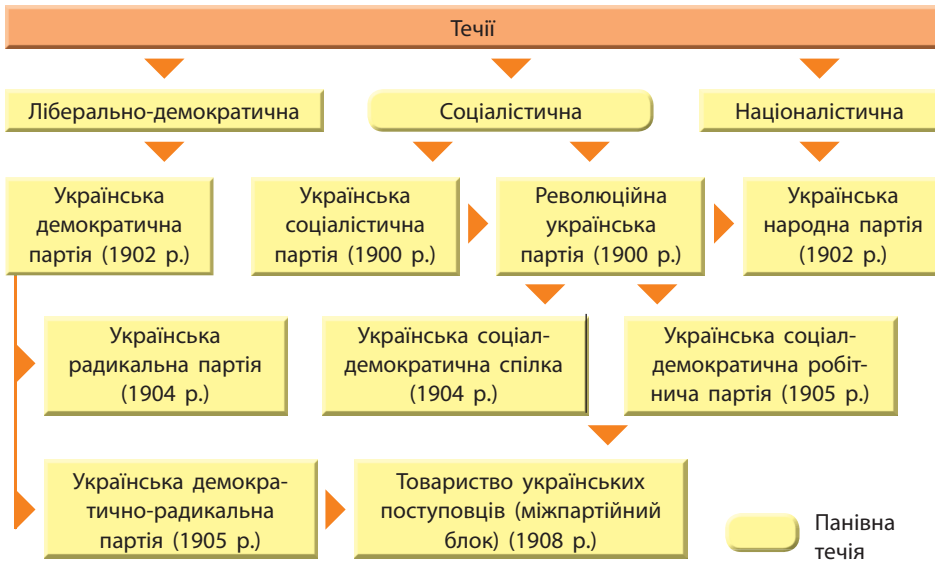 Течії
Ліберально-демократична
Соціалістична
Націоналістична
Українська
демократична
партія (1902 р.)
Українська
соціалістична
партія (1900 р.)
Революційна
українська
партія (1900 р.)
Українська
народна партія
(1902 р.)
Українська
радикальна партія
(1904 р.)
Українська соціал-
демократична спілка
(1904 р.)
Українська соціал-
демократична робіт-
нича партія (1905 р.)
Українська демокра-
тично-радикальна
партія (1905 р.)
Товариство українських
поступовців (міжпартійний
блок) (1908 р.)
Панівна
течія